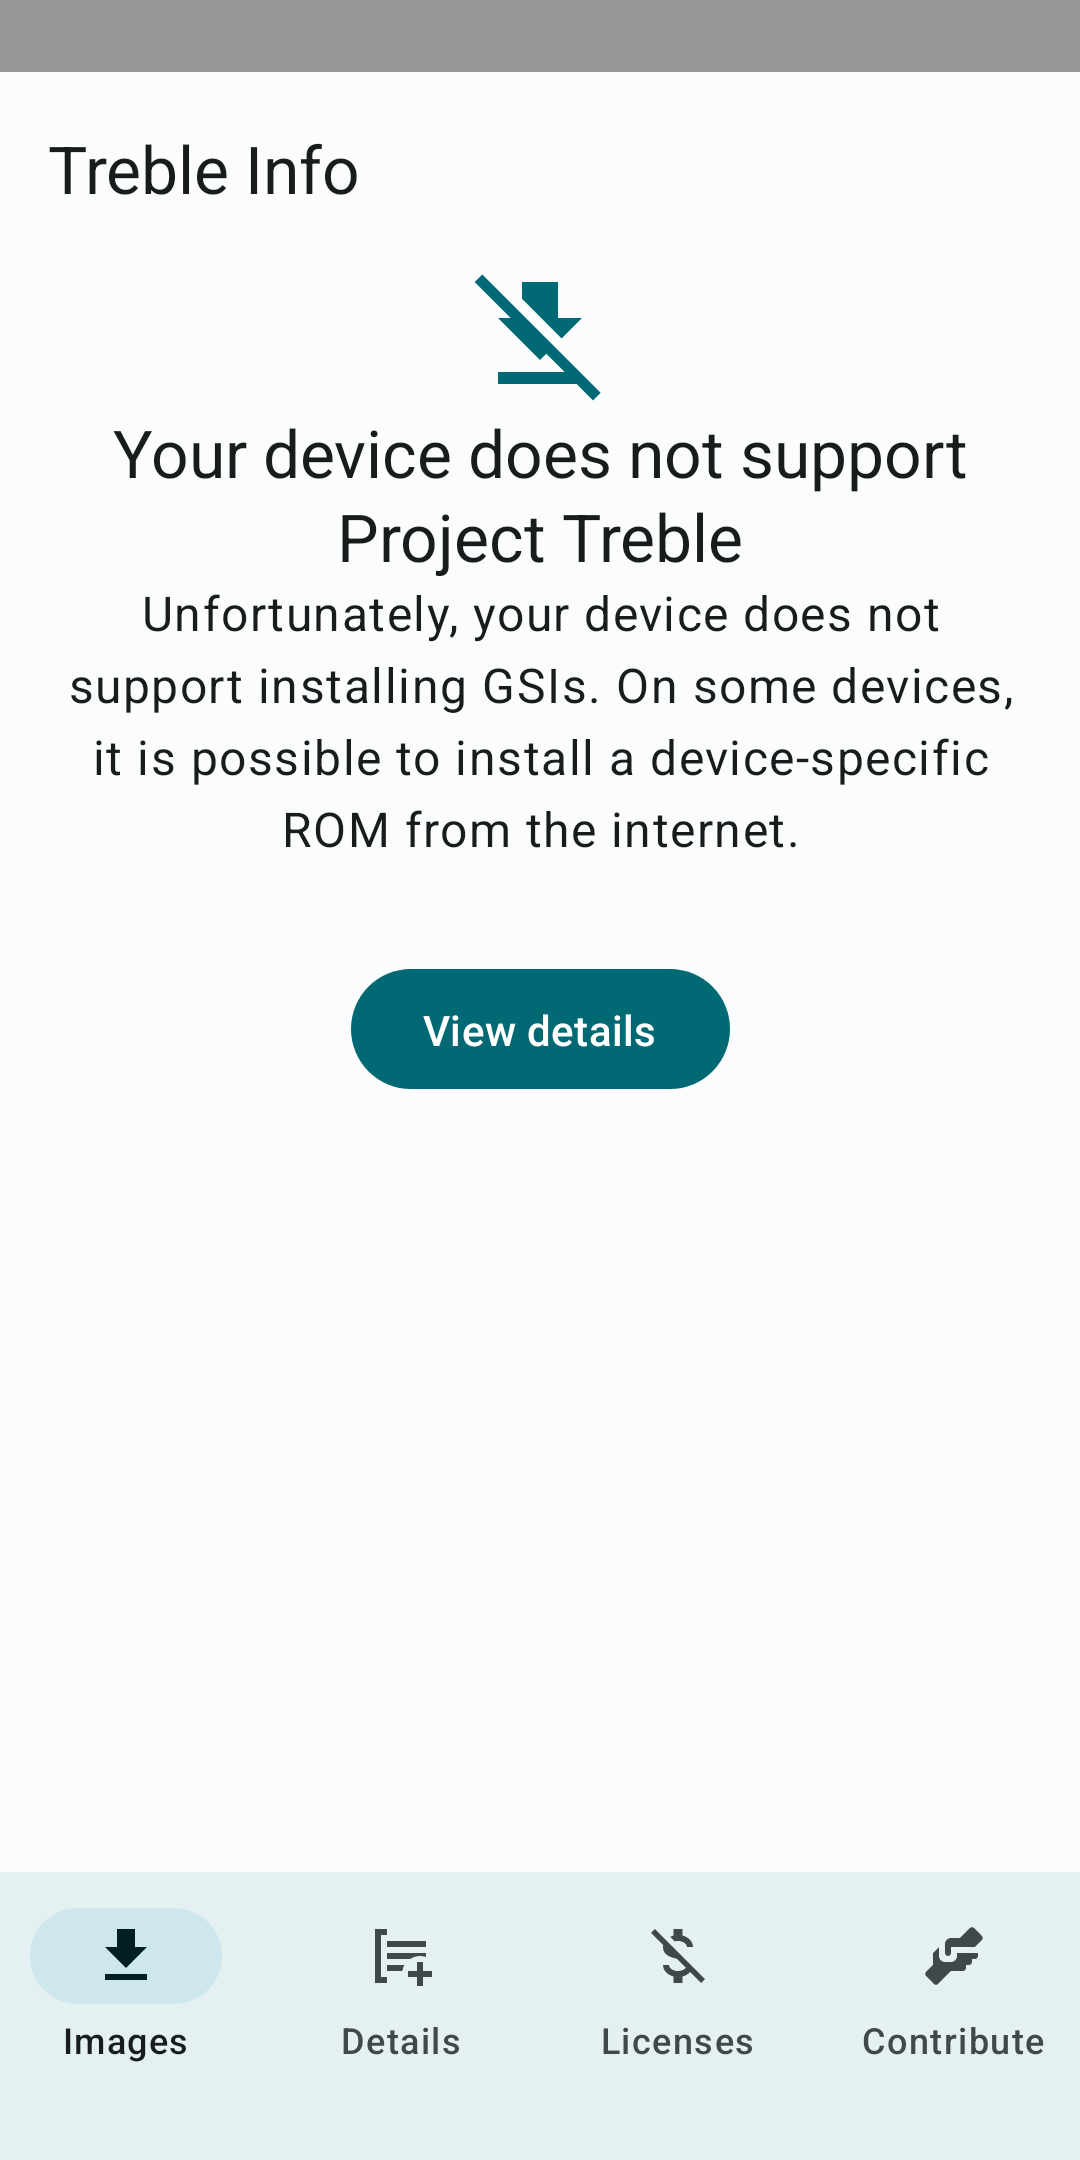 Treble Info
Your device does not support
Project Treble
Unfortunately, your device does not
support installing GSIs. On some devices,
it is possible to install a device-specific
ROM from the internet.
View details
Images
Details
Licenses
Contribute